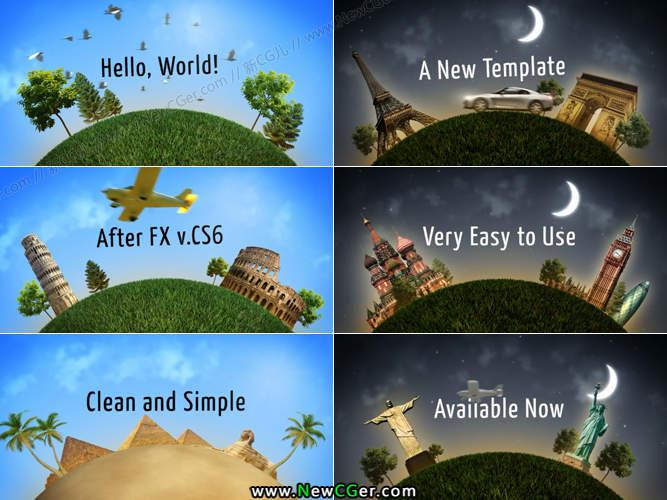 Hello, World!
A New Template
After FX v.CS6
Very Easy to Use
Clean and Simple
Available Now
www.NewCGer.com